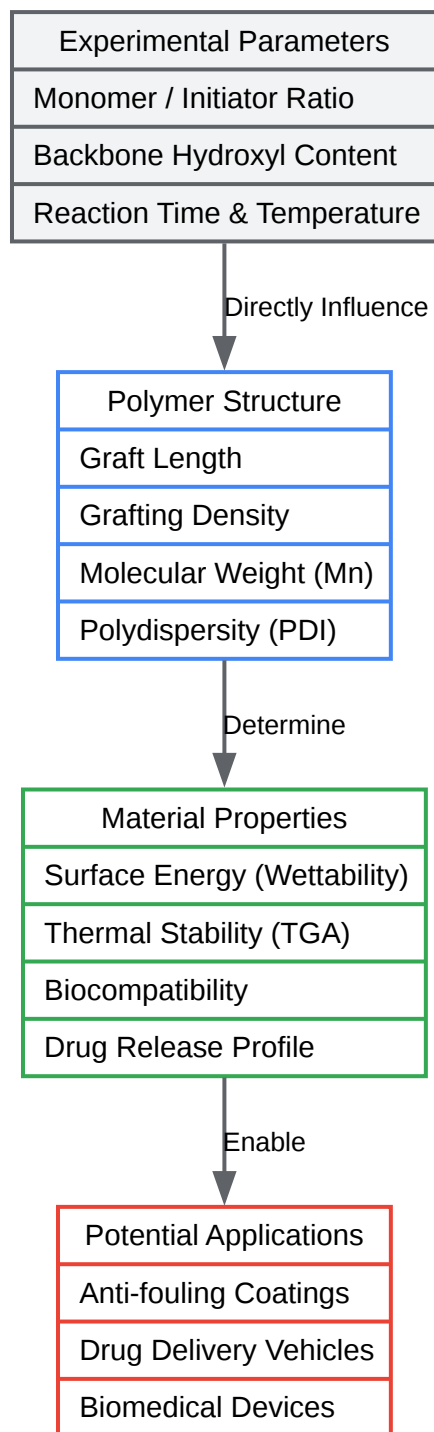 Experimental Parameters
Monomer / Initiator Ratio
Backbone Hydroxyl Content
Reaction Time & Temperature
Directly Influence
Polymer Structure
Graft Length
Grafting Density
Molecular Weight (Mn)
Polydispersity (PDI)
Determine
Material Properties
Surface Energy (Wettability)
Thermal Stability (TGA)
Biocompatibility
Drug Release Profile
Enable
Potential Applications
Anti-fouling Coatings
Drug Delivery Vehicles
Biomedical Devices